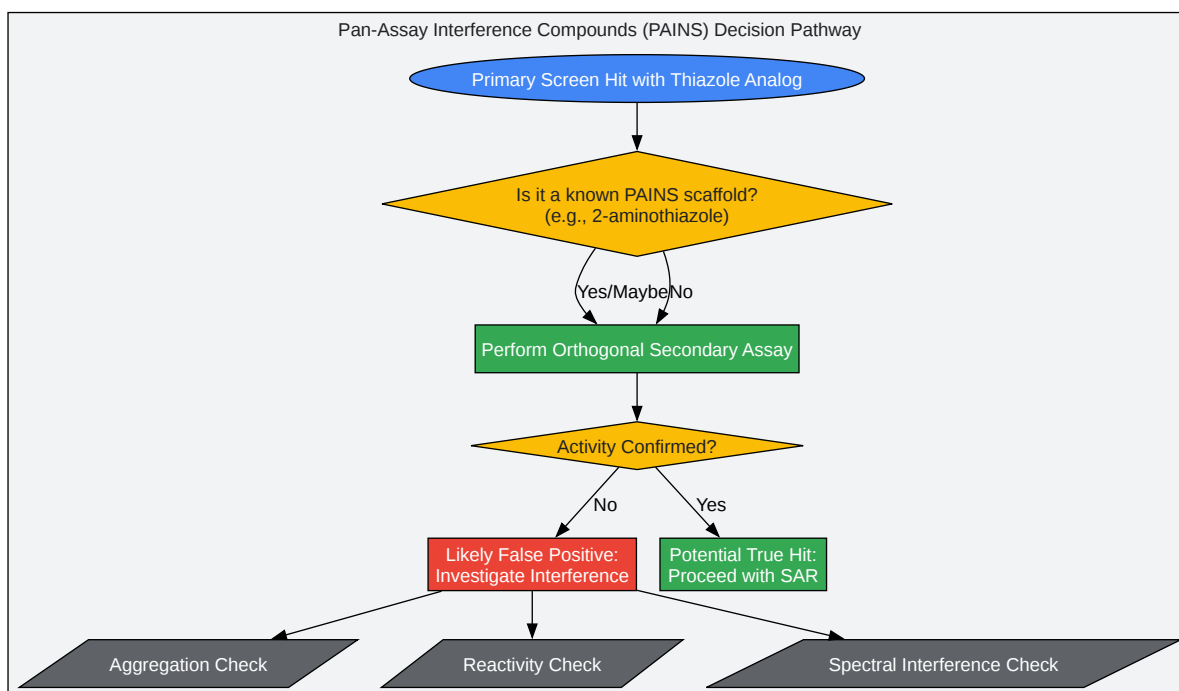 Pan-Assay Interference Compounds (PAINS) Decision Pathway
Primary Screen Hit with Thiazole Analog
Is it a known PAINS scaffold?
(e.g., 2-aminothiazole)
Yes/Maybe
No
Perform Orthogonal Secondary Assay
Activity Confirmed?
No
Yes
Likely False Positive:
Investigate Interference
Potential True Hit:
Proceed with SAR
Aggregation Check
Reactivity Check
Spectral Interference Check